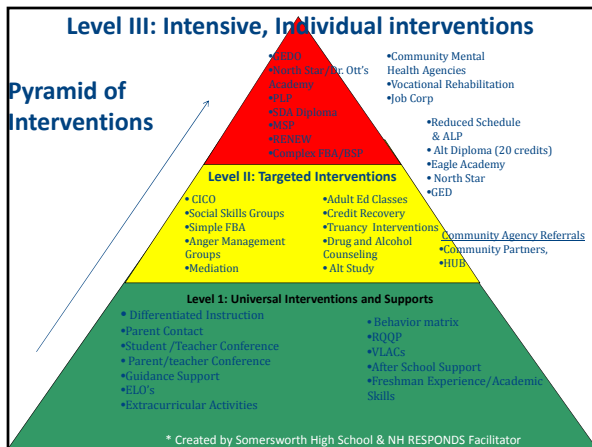 Level III: Intensive, Individual interventions
Pyramid of
Interventions
•GEDO
•North Star/Dr. Ott's
Academy
•PLP
•SDA Diploma
•MSP
•RENEW
•Complex FBA/BSP
•Community Mental
Health Agencies
•Vocational Rehabilitation
•Job Corp
•Reduced Schedule
& ALP
• Alt Diploma (20 credits)
•Eagle Academy
• North Star
•GED
Level II: Targeted Interventions
• CICO
•Social Skills Groups
•Simple FBA
•Anger Management
Groups
•Mediation
•Adult Ed Classes
•Credit Recovery
•Truancy Interventions
•Drug and Alcohol
Counseling
• Alt Study
Community Agency Referrals
•Community Partners,
•HUB
Level 1: Universal Interventions and Supports
• Differentiated Instruction
•Parent Contact
•Student /Teacher Conference
• Parent/teacher Conference
•Guidance Support
•ELO's
•Extracurricular Activities
• Behavior matrix
•RQQP
•VLACs
•After School Support
•Freshman Experience/Academic
Skills
* Created by Somersworth High School & NH RESPONDS Facilitator